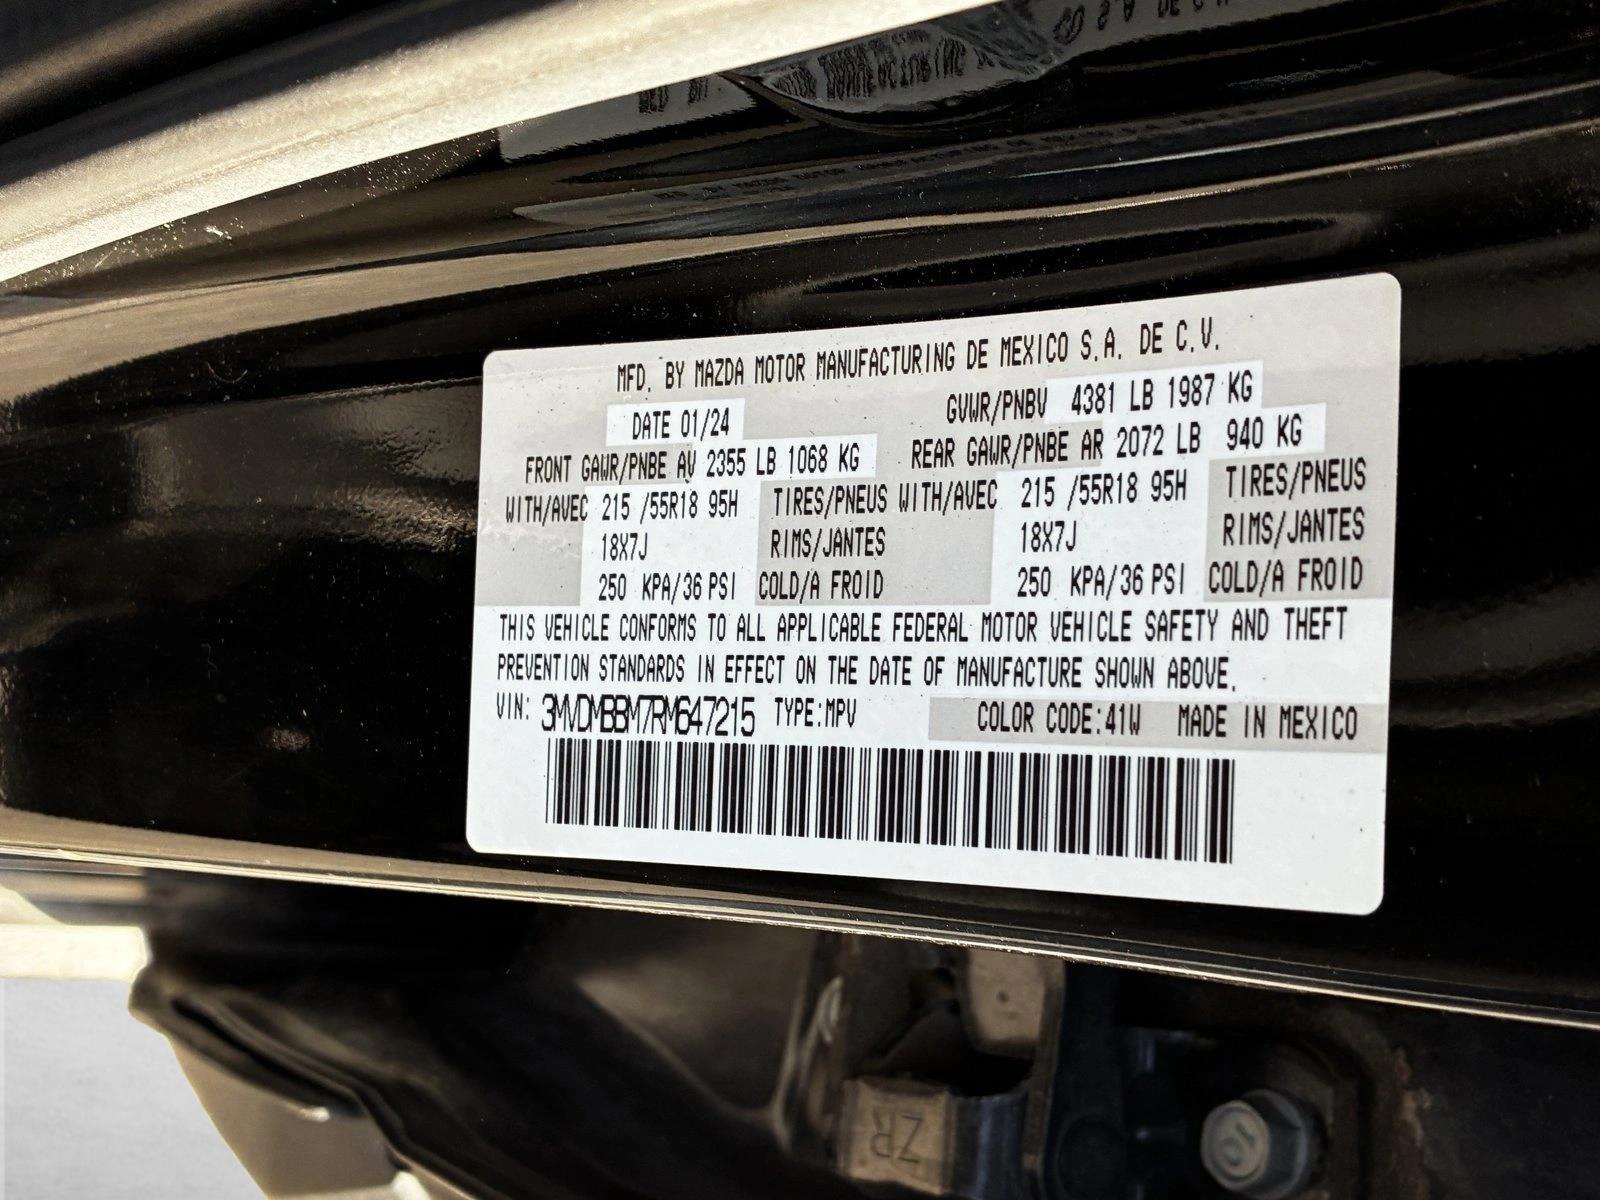 MFD. BY MAZDA MOTOR MANUFACTURING DE MEXICO S.A. DE C.V.
DATE 01/24 GVWR/PNBV 4381 LB 1987 KG
FRONT GAWR/PNBE AV 2355 LB 1068 KG REAR GAWR/PNBE AR 2072 LB 940 KG
WITH/AVEC 215 /55R18 95H TIRES/PNEUS WITH/AVEC 215 /55R18 95H TIRES/PNEUS
18X7J RIMS/JANTES 18X7J RIMS/JANTES
250 KPA/36 PSI COLD/A FROID 250 KPA/36 PSI COLD/A FROID
THIS VEHICLE CONFORMS TO ALL APPLICABLE FEDERAL MOTOR VEHICLE SAFETY AND THEFT
PREVENTION STANDARDS IN EFFECT ON THE DATE OF MANUFACTURE SHOWN ABOVE.
VIN: 3MVDMBBM7RM647215 TYPE:MPV COLOR CODE:41W MADE IN MEXICO
ZR
10